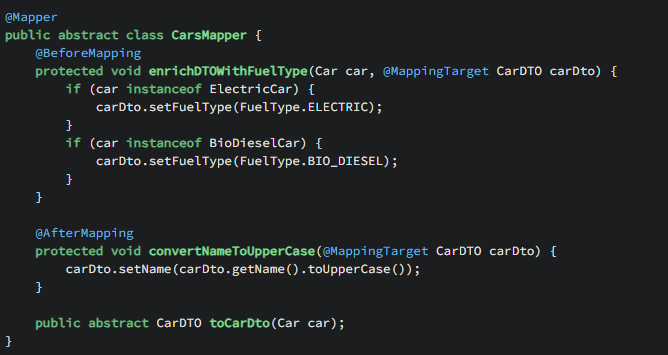 @Mapper
public abstract class CarsMapper {
    @BeforeMapping
    protected void enrichDTOWithFuelType(Car car, @MappingTarget CarDTO carDto) {
        if (car instanceof ElectricCar) {
            carDto.setFuelType(FuelType.ELECTRIC);
        }
        if (car instanceof BioDieselCar) {
            carDto.setFuelType(FuelType.BIO_DIESEL);
        }
    }

    @AfterMapping
    protected void convertNameToUpperCase(@MappingTarget CarDTO carDto) {
        carDto.setName(carDto.getName().toUpperCase());
    }

    public abstract CarDTO toCarDto(Car car);
}